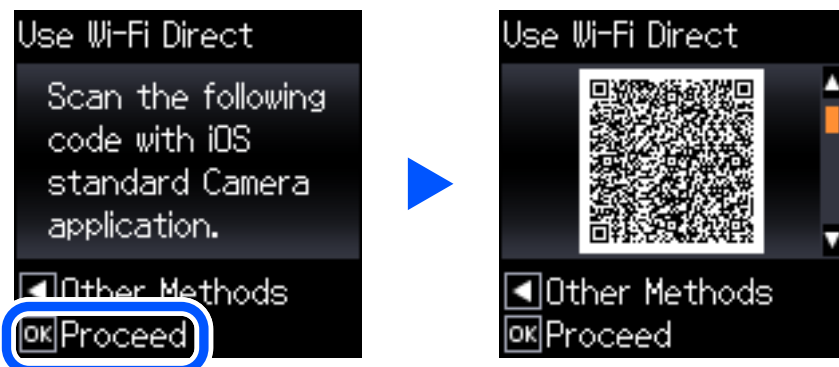 Use Wi-Fi Direct
Scan the following
code with iOS
standard Camera
application.
Other Methods
OK Proceed
Use Wi-Fi Direct
Other Methods
OK Proceed